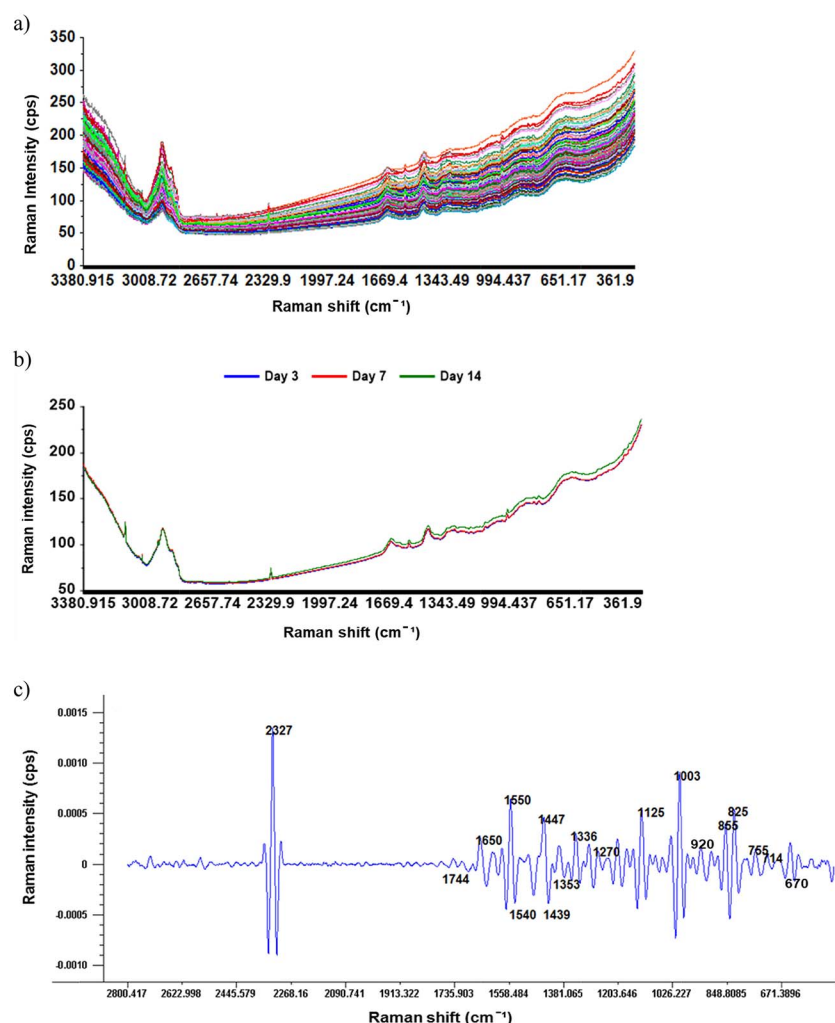 a)
350
300
250
200
150
100
50
0
Raman Intensity (cps)
3380.915 3008.72 2657.74 2329.9 1997.24 1669.4 1343.49 994.437 651.17 361.9
Raman shift (cm⁻¹)
b)
Day 3 Day 7 Day 14
250
200
150
100
50
Raman intensity (cps)
3380.915 3008.72 2657.74 2329.9 1997.24 1669.4 1343.49 994.437 651.17 361.9
Raman shift (cm⁻¹)
c)
0.0015
0.0010
0.0005
0
-0.0005
-0.0010
Raman intensity (cps)
2327
1744
1650
1550
1540
1447
1439
1353
1336
1270
1125
1003
920
855
825
755
714
670
2800.417 2622.998 2445.579 2268.16 2090.741 1913.322 1735.903 1558.484 1381.065 1203.646 1026.227 848.8085 671.3896
Raman shift (cm⁻¹)